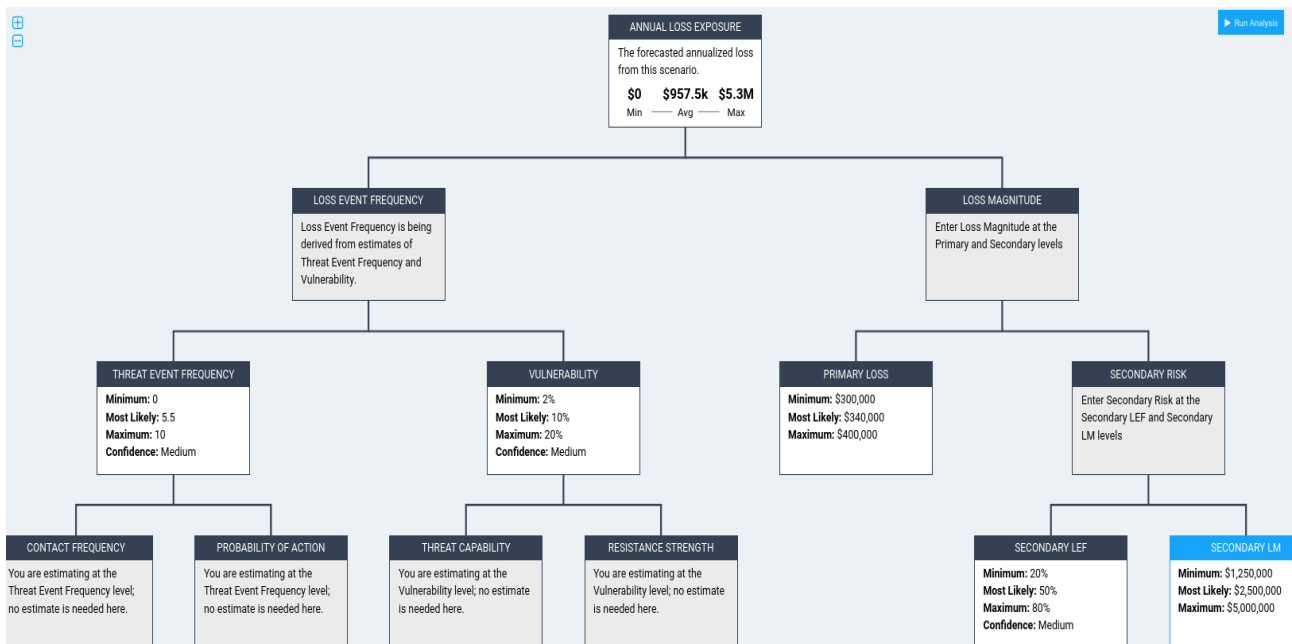 ANNUAL LOSS EXPOSURE
Run Analysis
The forecasted annualized loss
from this scenario.
$0 $957.5k $5.3M
Min Avg Max
LOSS EVENT FREQUENCY
Loss Event Frequency is being
derived from estimates of
Threat Event Frequency and
Vulnerability.
LOSS MAGNITUDE
Enter Loss Magnitude at the
Primary and Secondary levels
THREAT EVENT FREQUENCY
Minimum: 0
Most Likely: 5.5
Maximum: 10
Confidence: Medium
VULNERABILITY
Minimum: 2%
Most Likely: 10%
Maximum: 20%
Confidence: Medium
PRIMARY LOSS
Minimum: $300,000
Most Likely: $340,000
Maximum: $400,000
SECONDARY RISK
Enter Secondary Risk at the
Secondary LEF and Secondary
LM levels
CONTACT FREQUENCY
You are estimating at the
Threat Event Frequency level;
no estimate is needed here.
PROBABILITY OF ACTION
You are estimating at the
Threat Event Frequency level;
no estimate is needed here.
THREAT CAPABILITY
You are estimating at the
Vulnerability level; no estimate
is needed here.
RESISTANCE STRENGTH
You are estimating at the
Vulnerability level; no estimate
is needed here.
SECONDARY LEF
Minimum: 20%
Most Likely: 50%
Maximum: 80%
Confidence: Medium
SECONDARY LM
Minimum: $1,250,000
Most Likely: $2,500,000
Maximum: $5,000,000